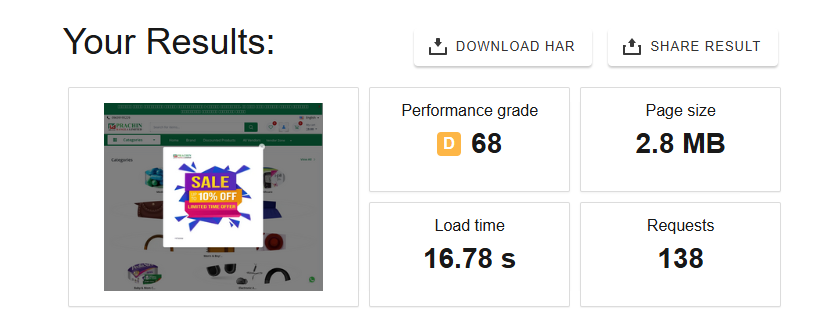 Your Results:
DOWNLOAD HAR
SHARE RESULT
Performance grade
D 68
Page size
2.8 MB
Load time
16.78 s
Requests
138
Categories
Categories
SALE
10% OFF
LIMITED TIME OFFER